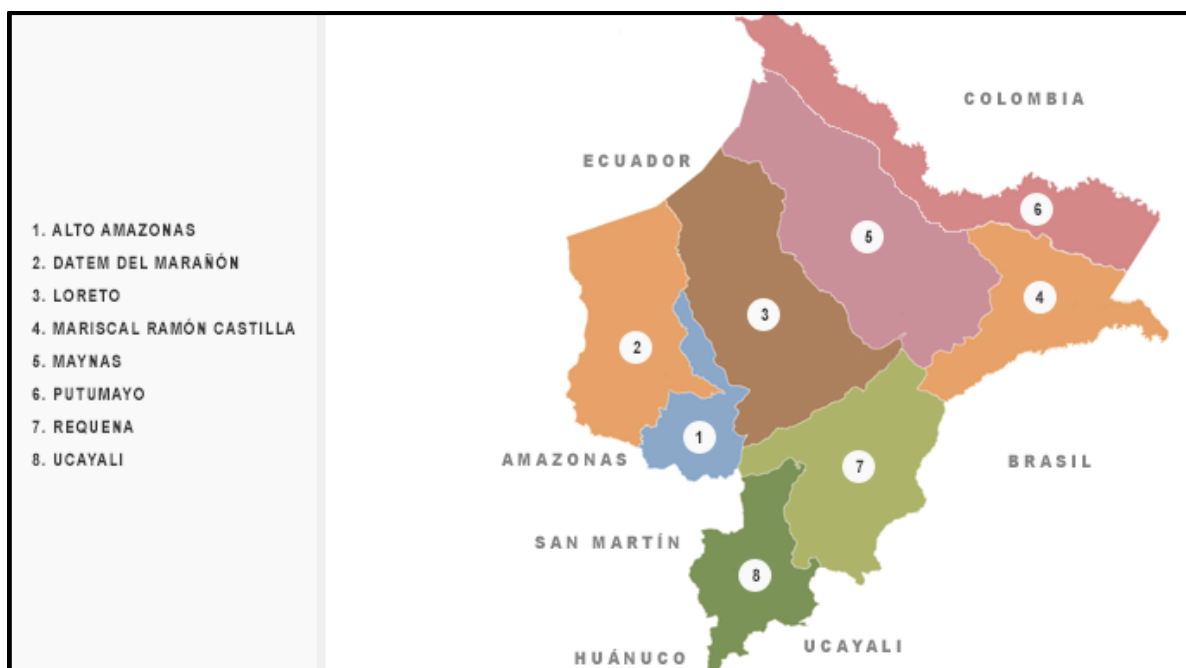 1. ALTO AMAZONAS
2. DATEM DEL MARAÑÓN
3. LORETO
4. MARISCAL RAMÓN CASTILLA
5. MAYNAS
6. PUTUMAYO
7. REQUENA
8. UCAYALI
COLOMBIA
ECUADOR
6
5
4
3
2
1
AMAZONAS
BRASIL
7
SAN MARTÍN
8
UCAYALI
HUÁNUCO